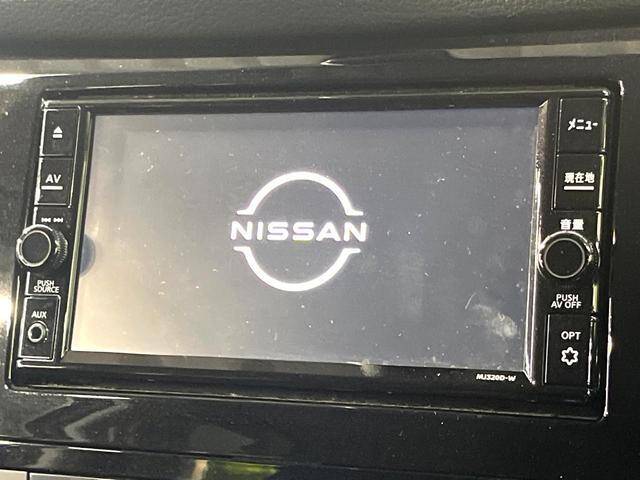 AV
PUSH
SOURCE
AUX
NISSAN
MJ320D-W
メニュー
現在地
音量
PUSH
AV OFF
OPT